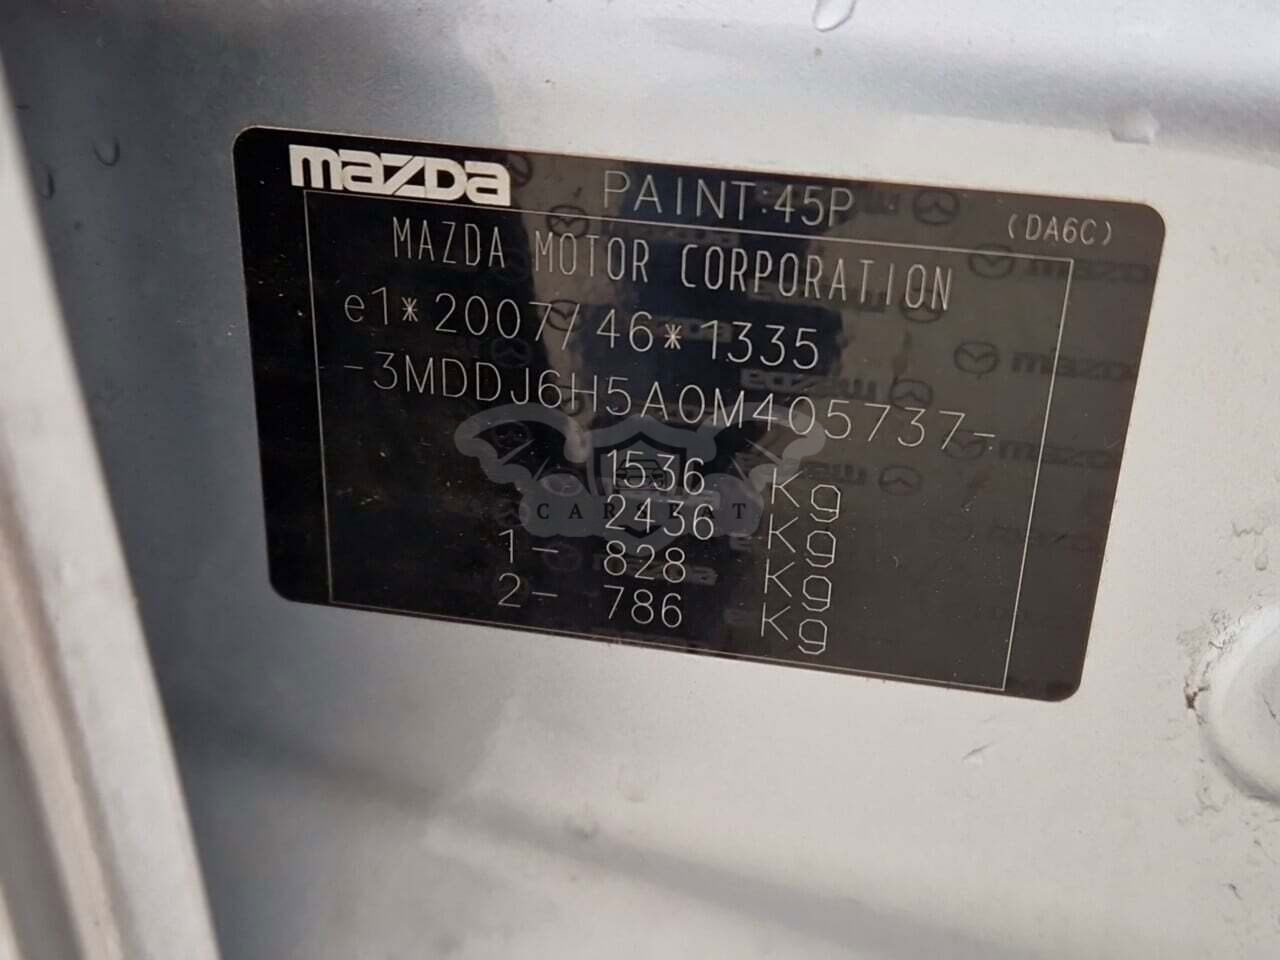 mazda PAINT:45P (DA6C)
MAZDA MOTOR CORPORATION
e1*2007/46*1335
-3MDDJ6H5A0M405737-
1536 Kg
2436 Kg
1- 828 Kg
2- 786 Kg
CARSEAT